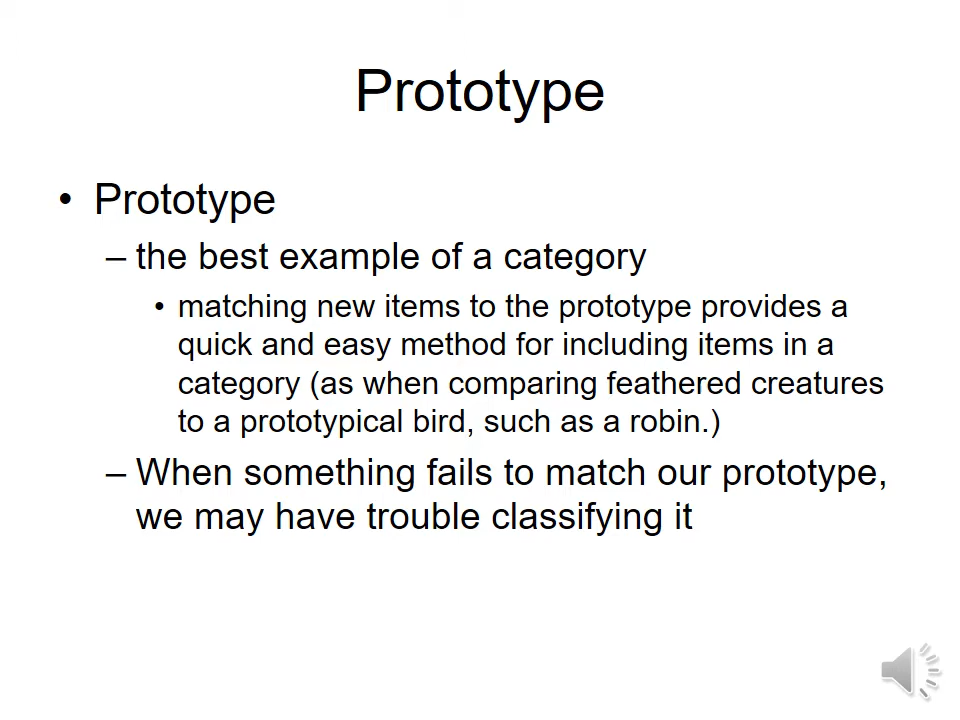 Prototype
• Prototype
– the best example of a category
• matching new items to the prototype provides a
quick and easy method for including items in a
category (as when comparing feathered creatures
to a prototypical bird, such as a robin.)
– When something fails to match our prototype,
we may have trouble classifying it